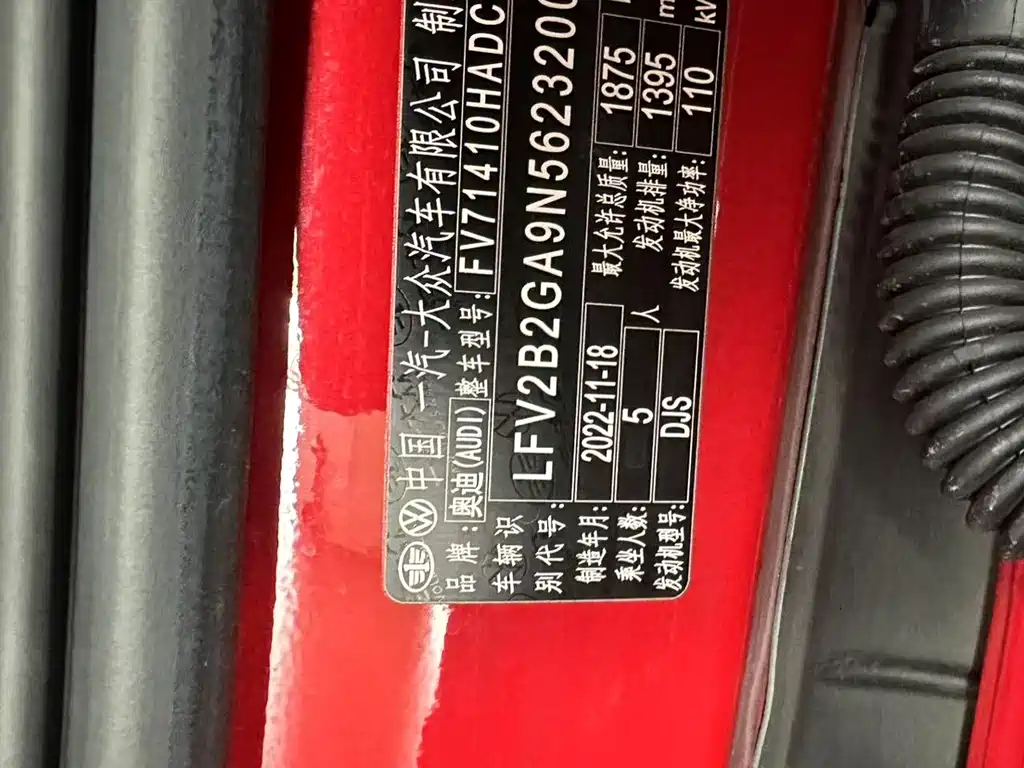 中国 一汽-大众汽车有限公司 制
品牌: 奥迪(AUDI) 整车型号: FV71410HADC
车辆识别代号: LFV2B2GA9N5623200
制造年月: 2022-11-18 最大允许总质量: 1875
乘坐人数: 5 人 发动机排量: 1395 m
发动机型号: DJS 发动机最大净功率: 110 kW